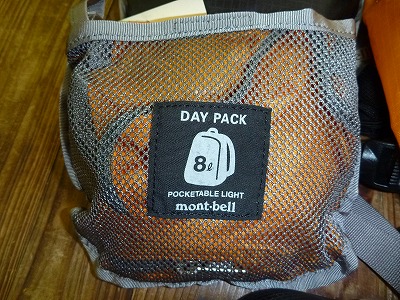 DAY PACK
8ℓ
POCKETABLE LIGHT
mont-bell